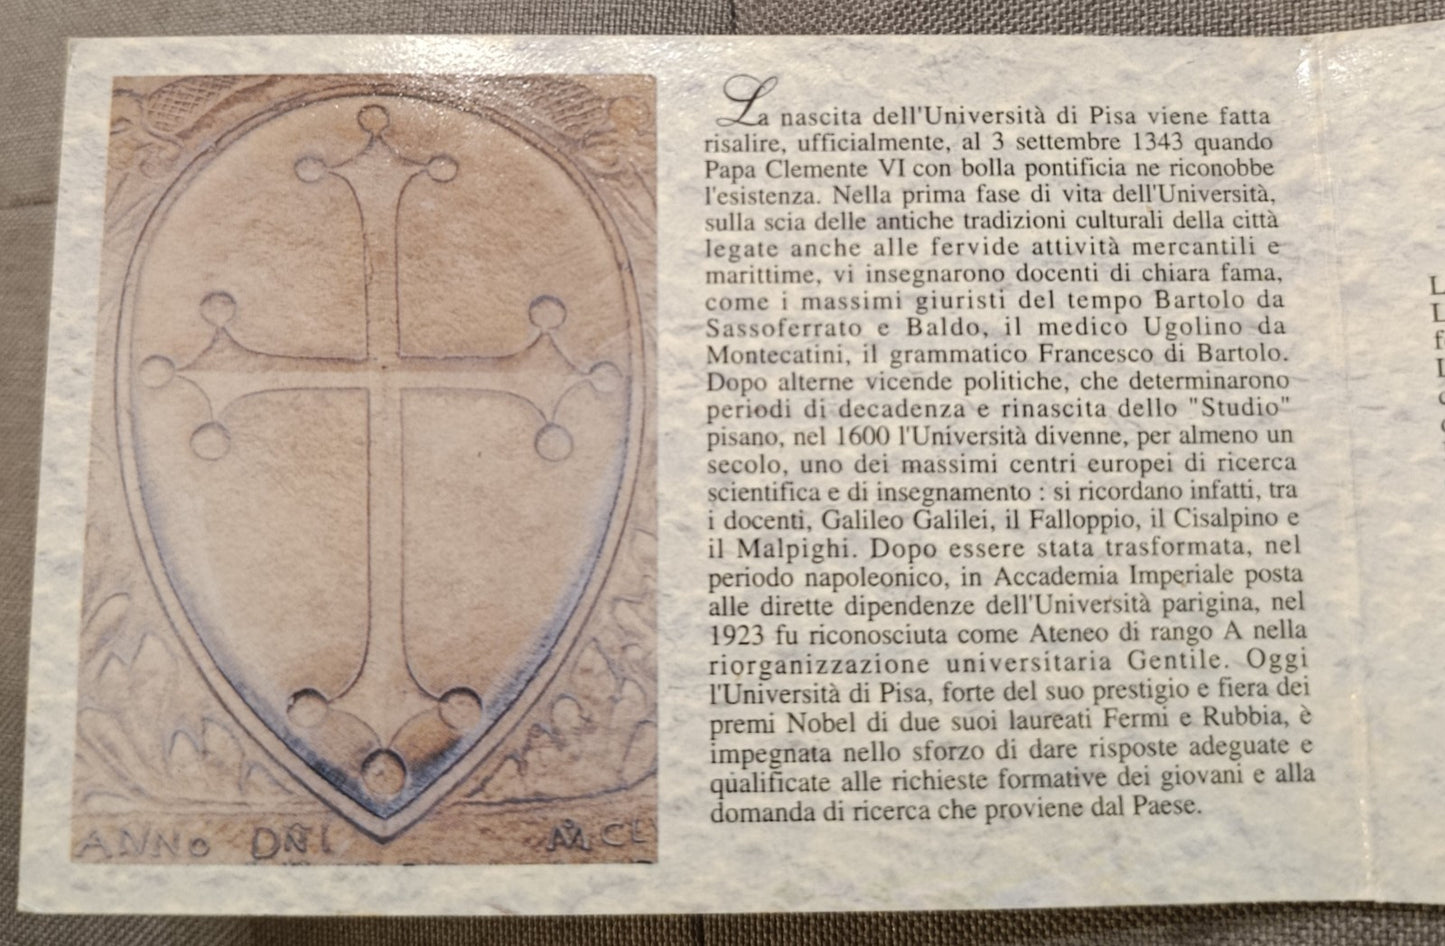 La nascita dell'Università di Pisa viene fatta
risalire, ufficialmente, al 3 settembre 1343 quando
Papa Clemente VI con bolla pontificia ne riconobbe
l'esistenza. Nella prima fase di vita dell'Università,
sulla scia delle antiche tradizioni culturali della città
legate anche alle fervide attività mercantili e
marittime, vi insegnarono docenti di chiara fama,
come i massimi giuristi del tempo Bartolo da
Sassoferrato e Baldo, il medico Ugolino da
Montecatini, il grammatico Francesco di Bartolo.
Dopo alterne vicende politiche, che determinarono
periodi di decadenza e rinascita dello "Studio"
pisano, nel 1600 l'Università divenne, per almeno un
secolo, uno dei massimi centri europei di ricerca
scientifica e di insegnamento : si ricordano infatti, tra
i docenti, Galileo Galilei, il Falloppio, il Cisalpino e
il Malpighi. Dopo essere stata trasformata, nel
periodo napoleonico, in Accademia Imperiale posta
alle dirette dipendenze dell'Università parigina, nel
1923 fu riconosciuta come Ateneo di rango A nella
riorganizzazione universitaria Gentile. Oggi
l'Università di Pisa, forte del suo prestigio e fiera dei
premi Nobel di due suoi laureati Fermi e Rubbia, è
impegnata nello sforzo di dare risposte adeguate e
qualificate alle richieste formative dei giovani e alla
domanda di ricerca che proviene dal Paese.
ANNO DÑI